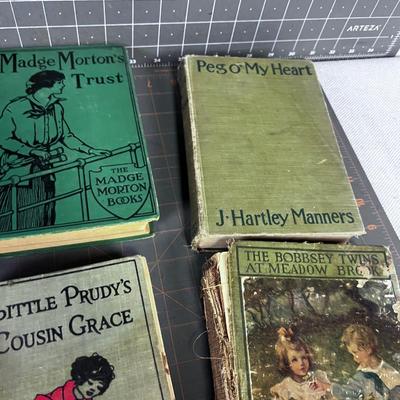 ARTEZA
Madge Morton's
Trust
THE
MADGE
MORTON
BOOKS
Peg O' My Heart
J. Hartley Manners
LITTLE PRUDY'S
COUSIN GRACE
THE BOBBSEY TWINS
AT MEADOW BROOK